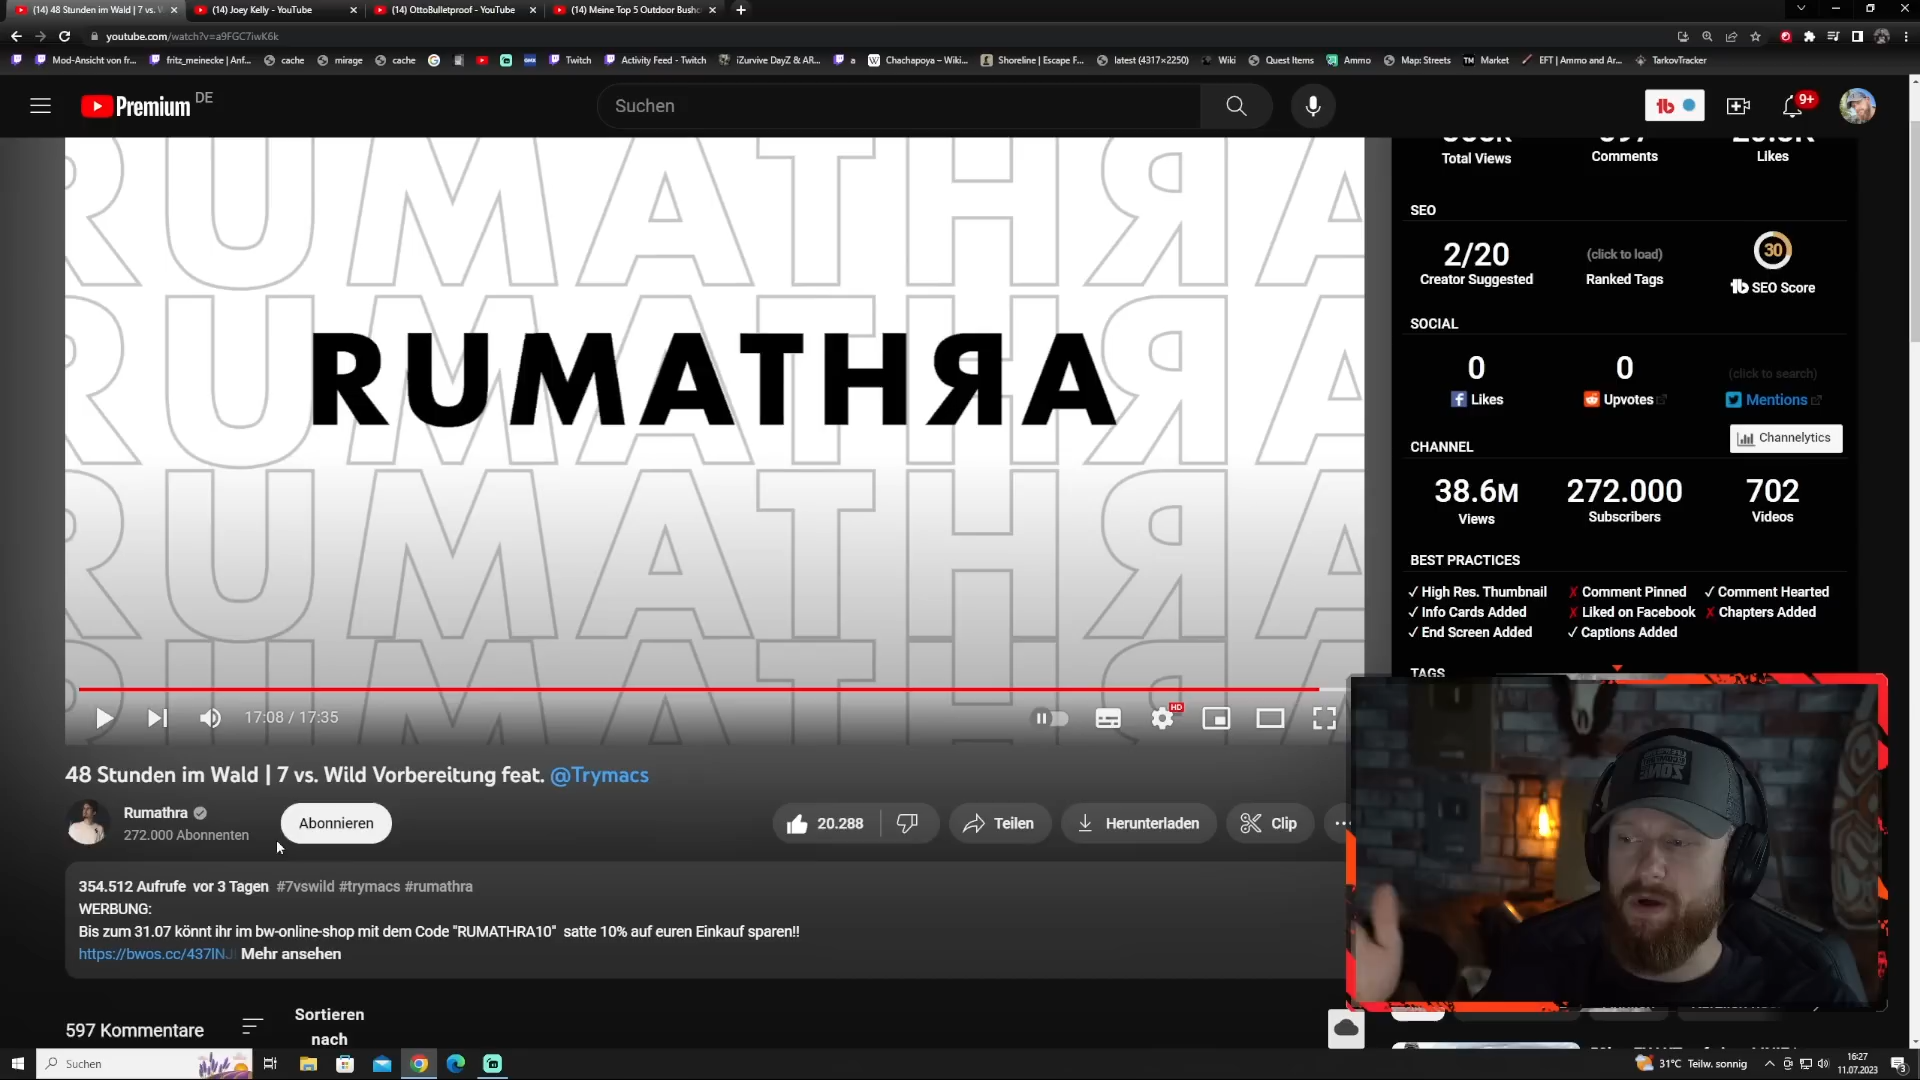 (14) 48 Stunden im Wald | 7 vs. W
(14) Joey Kelly - YouTube
(14) OttoBulletproof - YouTube
(14) Meine Top 5 Outdoor Bushc
youtube.com/watch?v=a9FGC7iwK6k
Mod-Ansicht von fr...
fritz_meinecke | Anf...
cache
mirage
cache
Twitch
Activity Feed - Twitch
iZurvive DayZ & AR...
a
Chachapoya – Wiki...
Shoreline | Escape F...
latest (4317×2250)
Wiki
Quest Items
Ammo
Map: Streets
TM Market
EFT | Ammo and Ar...
TarkovTracker
Premium DE
Suchen
9+
Total Views
Comments
Likes
SEO
2/20
Creator Suggested
(click to load)
Ranked Tags
30
SEO Score
SOCIAL
0
Likes
0
Upvotes
(click to search)
Mentions
Channelytics
CHANNEL
38.6M
Views
272.000
Subscribers
702
Videos
BEST PRACTICES
✓ High Res. Thumbnail ✗ Comment Pinned ✓ Comment Hearted
✓ Info Cards Added ✗ Liked on Facebook ✗ Chapters Added
✓ End Screen Added ✓ Captions Added
TAGS
RUMATHЯA
RUMATHЯA
RUMATHЯA
RUMATHЯA
RUMATHЯA
17:08 / 17:35
HD
48 Stunden im Wald | 7 vs. Wild Vorbereitung feat. @Trymacs
Rumathra
272.000 Abonnenten
Abonnieren
20.288
Teilen
Herunterladen
Clip
354.512 Aufrufe vor 3 Tagen #7vswild #trymacs #rumathra
WERBUNG:
Bis zum 31.07 könnt ihr im bw-online-shop mit dem Code "RUMATHRA10" satte 10% auf euren Einkauf sparen!!
https://bwos.cc/437lNJ Mehr ansehen
597 Kommentare
Sortieren
nach
Suchen
31°C Teilw. sonnig
16:27
11.07.2023
3